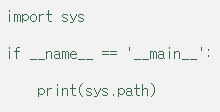 import sys
if __name__ == '__main__':
    print(sys.path)